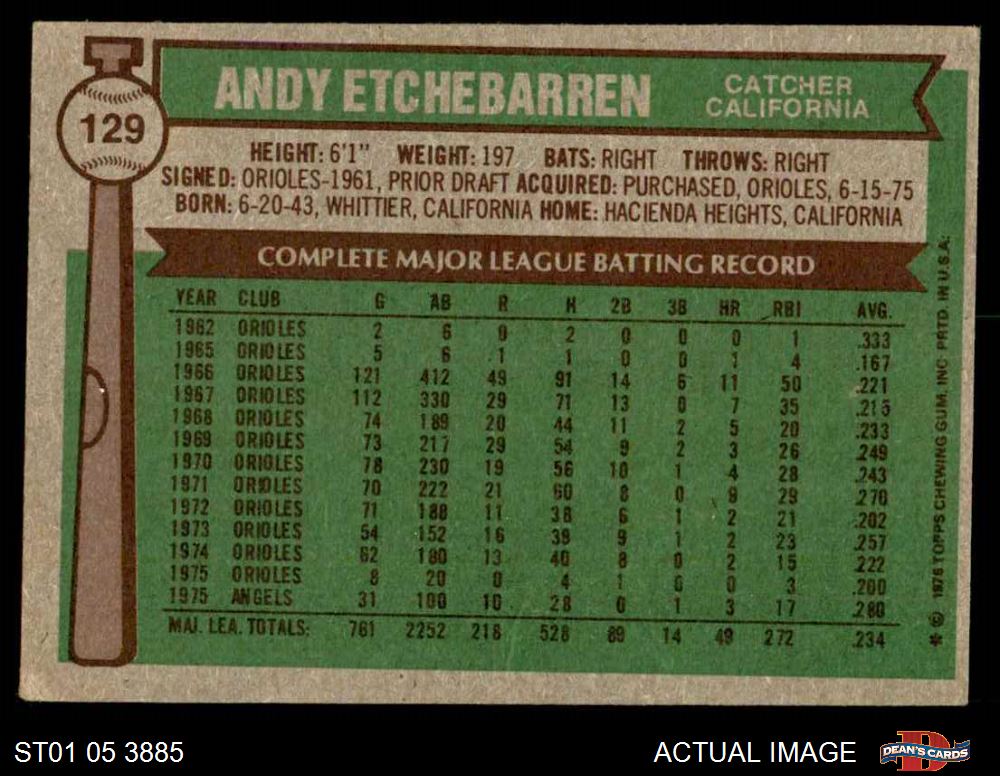 129
ANDY ETCHEBARREN
CATCHER
CALIFORNIA
HEIGHT: 6'1" WEIGHT: 197 BATS: RIGHT THROWS: RIGHT
SIGNED: ORIOLES-1961, PRIOR DRAFT ACQUIRED: PURCHASED, ORIOLES, 6-15-75
BORN: 6-20-43, WHITTIER, CALIFORNIA HOME: HACIENDA HEIGHTS, CALIFORNIA
COMPLETE MAJOR LEAGUE BATTING RECORD
YEAR CLUB G AB R H 2B 3B HR RBI AVG.
1962 ORIOLES 2 6 0 2 0 0 0 1 .333
1965 ORIOLES 5 6 1 1 0 0 1 4 .167
1966 ORIOLES 121 412 49 91 14 6 11 50 .221
1967 ORIOLES 112 330 29 71 13 0 7 35 .215
1968 ORIOLES 74 189 20 44 11 2 5 20 .233
1969 ORIOLES 73 217 29 54 9 2 3 26 .249
1970 ORIOLES 78 230 19 56 10 1 4 28 .243
1971 ORIOLES 70 222 21 60 8 0 9 29 .270
1972 ORIOLES 71 188 11 38 6 1 2 21 .202
1973 ORIOLES 54 152 16 39 9 1 2 23 .257
1974 ORIOLES 62 180 13 40 8 0 2 15 .222
1975 ORIOLES 8 20 0 4 1 0 0 3 .200
1975 ANGELS 31 100 10 28 0 1 3 17 .280
MAJ. LEA. TOTALS: 761 2252 218 528 89 14 49 272 .234
* © 1976 TOPPS CHEWING GUM, INC. PRTD. IN U.S.A.
ST01 05 3885
ACTUAL IMAGE
D
DEAN'S CARDS